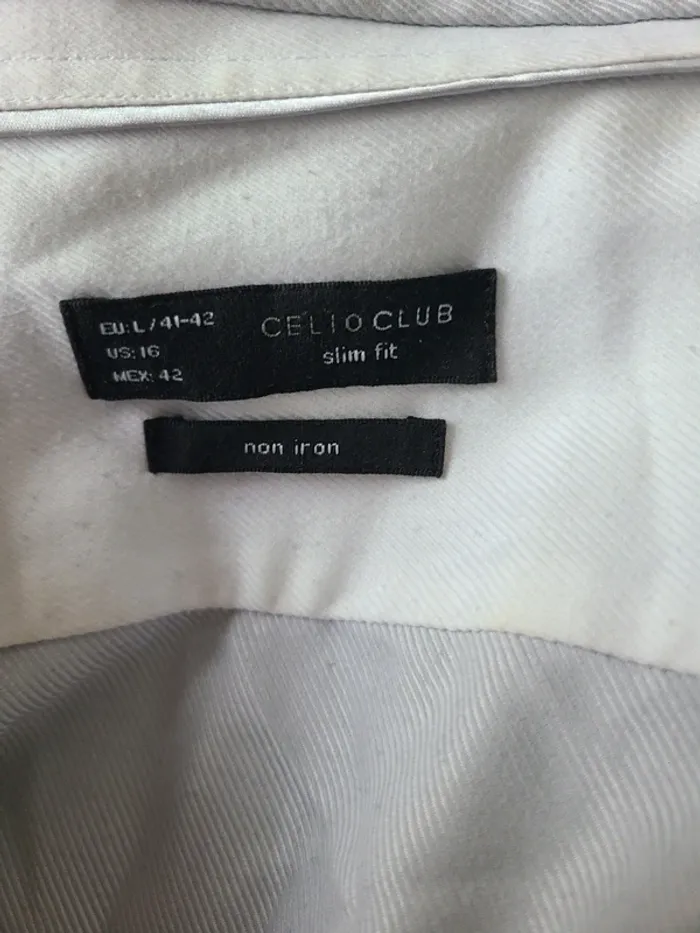 EU: L / 41-42
US: 16
MEX: 42
CELIO CLUB
slim fit
non iron